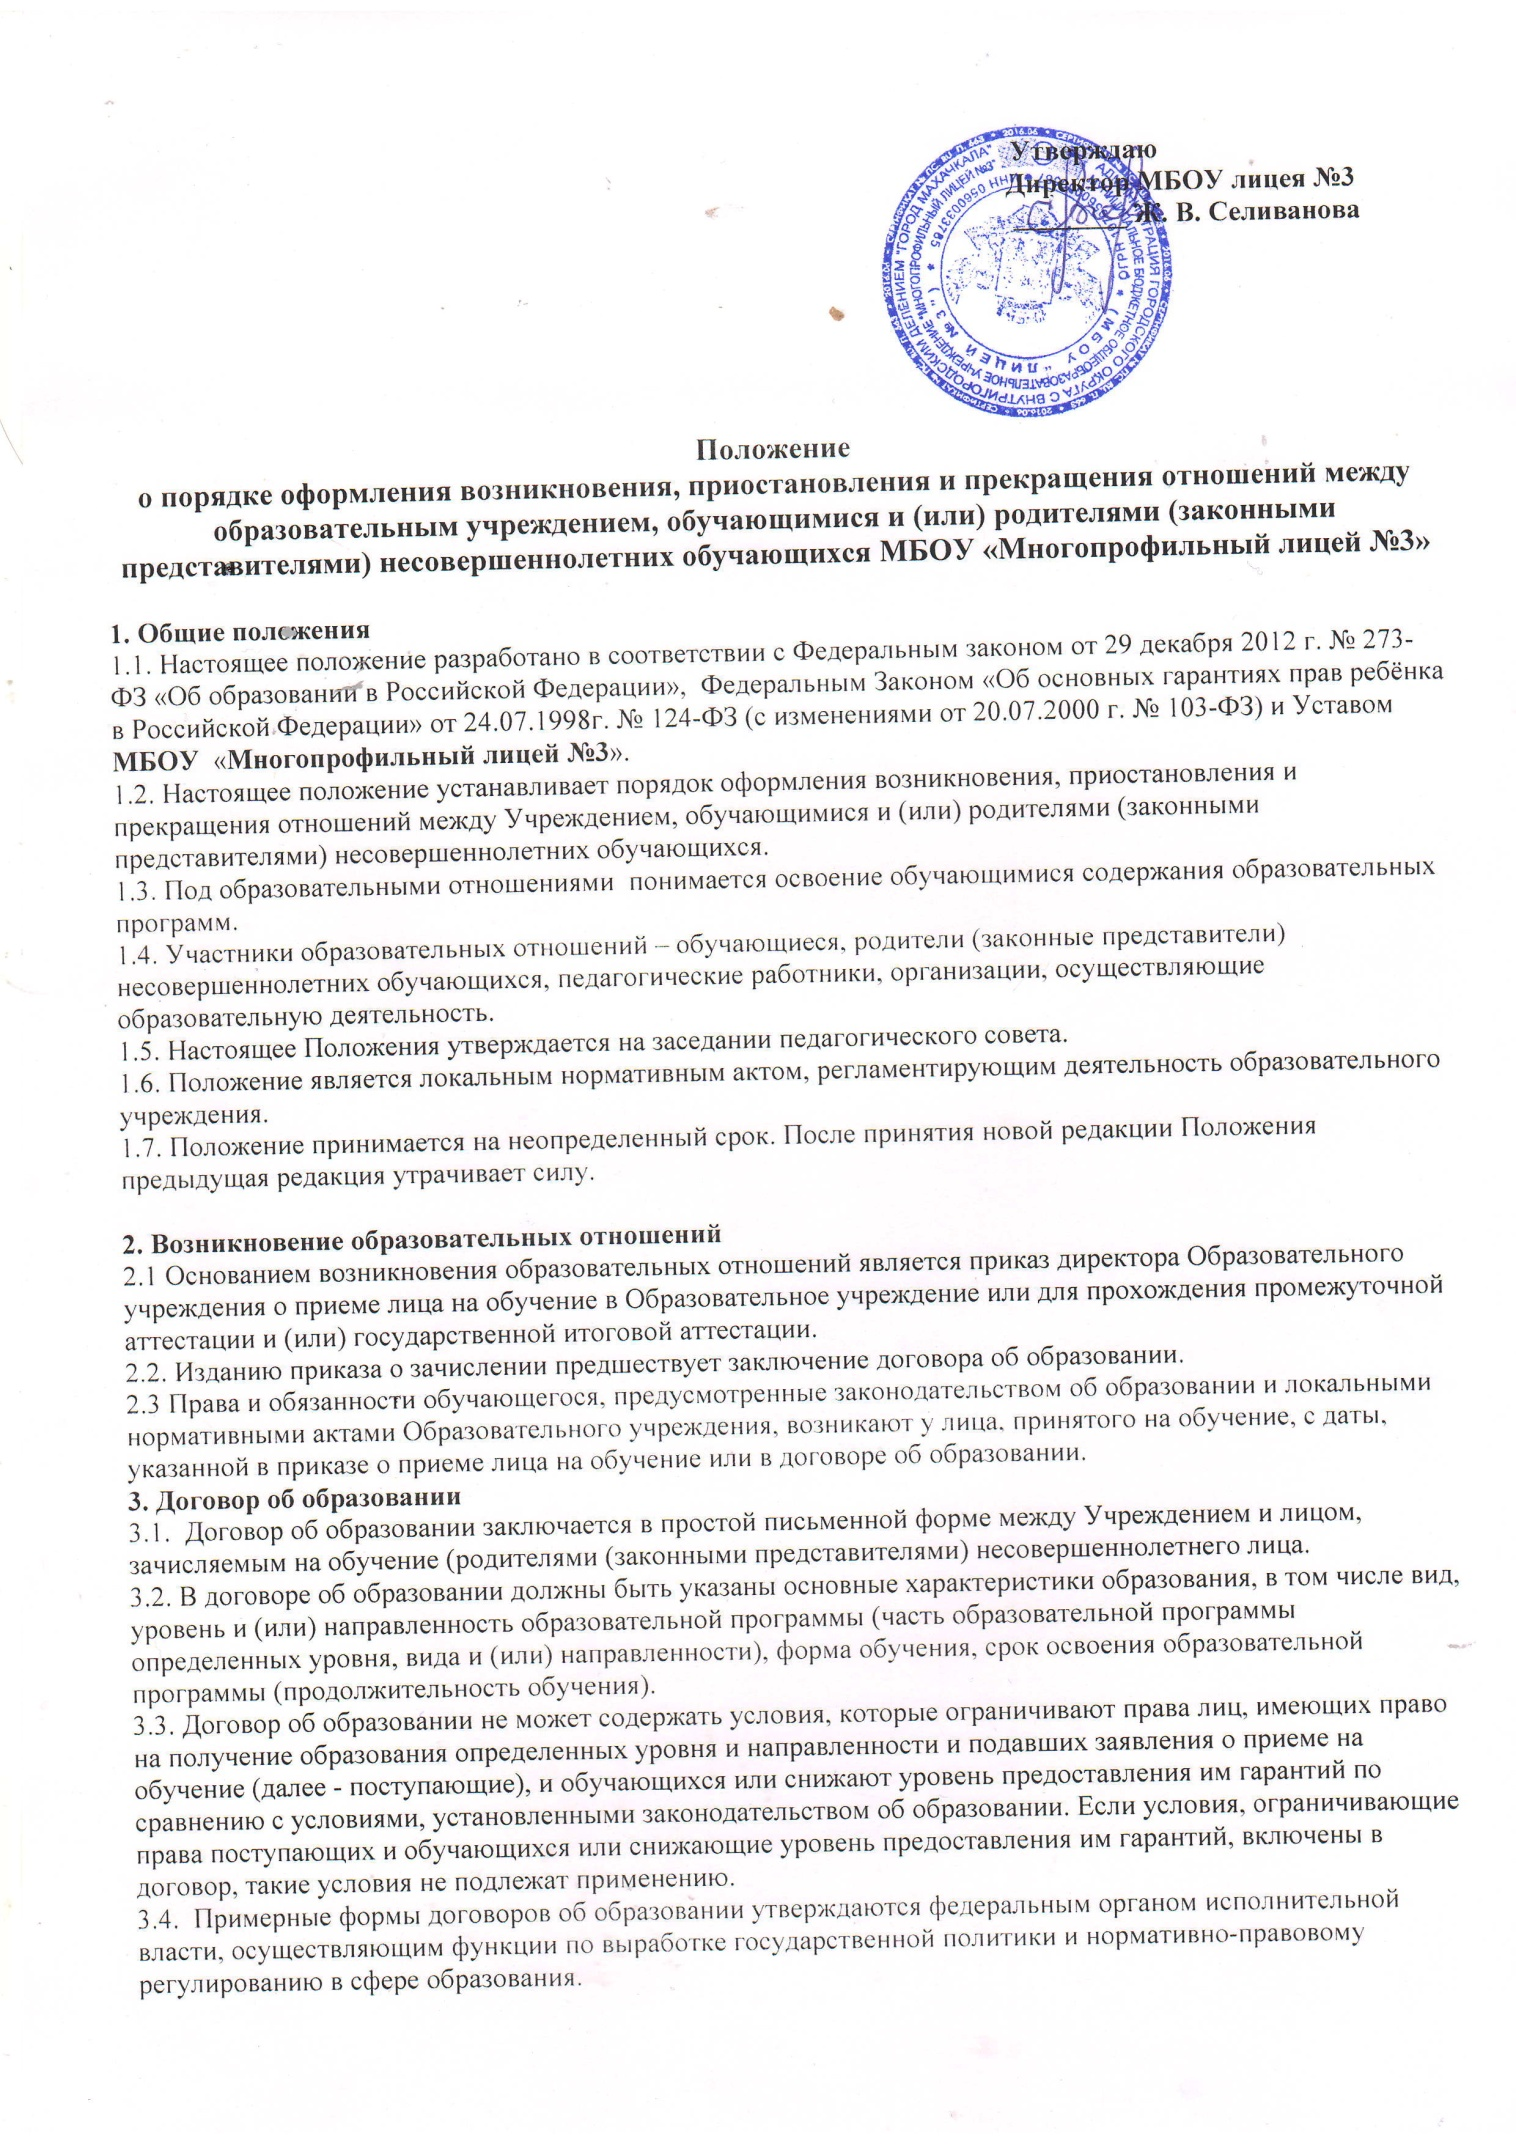 Утверждаю
Директор МБОУ лицея №3
Ж. В. Селиванова
Положение
о порядке оформления возникновения, приостановления и прекращения отношений между
образовательным учреждением, обучающимися и (или) родителями (законными
представителями) несовершеннолетних обучающихся МБОУ «Многопрофильный лицей №3»
1. Общие положения
1.1. Настоящее положение разработано в соответствии с Федеральным законом от 29 декабря 2012 г. № 273-
ФЗ «Об образовании в Российской Федерации», Федеральным Законом «Об основных гарантиях прав ребёнка
в Российской Федерации» от 24.07.1998г. № 124-ФЗ (с изменениями от 20.07.2000 г. № 103-ФЗ) и Уставом
МБОУ «Многопрофильный лицей №3».
1.2. Настоящее положение устанавливает порядок оформления возникновения, приостановления и
прекращения отношений между Учреждением, обучающимися и (или) родителями (законными
представителями) несовершеннолетних обучающихся.
1.3. Под образовательными отношениями понимается освоение обучающимися содержания образовательных
программ.
1.4. Участники образовательных отношений – обучающиеся, родители (законные представители)
несовершеннолетних обучающихся, педагогические работники, организации, осуществляющие
образовательную деятельность.
1.5. Настоящее Положения утверждается на заседании педагогического совета.
1.6. Положение является локальным нормативным актом, регламентирующим деятельность образовательного
учреждения.
1.7. Положение принимается на неопределенный срок. После принятия новой редакции Положения
предыдущая редакция утрачивает силу.
2. Возникновение образовательных отношений
2.1 Основанием возникновения образовательных отношений является приказ директора Образовательного
учреждения о приеме лица на обучение в Образовательное учреждение или для прохождения промежуточной
аттестации и (или) государственной итоговой аттестации.
2.2. Изданию приказа о зачислении предшествует заключение договора об образовании.
2.3 Права и обязанности обучающегося, предусмотренные законодательством об образовании и локальными
нормативными актами Образовательного учреждения, возникают у лица, принятого на обучение, с даты,
указанной в приказе о приеме лица на обучение или в договоре об образовании.
3. Договор об образовании
3.1. Договор об образовании заключается в простой письменной форме между Учреждением и лицом,
зачисляемым на обучение (родителями (законными представителями) несовершеннолетнего лица.
3.2. В договоре об образовании должны быть указаны основные характеристики образования, в том числе вид,
уровень и (или) направленность образовательной программы (часть образовательной программы
определенных уровня, вида и (или) направленности), форма обучения, срок освоения образовательной
программы (продолжительность обучения).
3.3. Договор об образовании не может содержать условия, которые ограничивают права лиц, имеющих право
на получение образования определенных уровня и направленности и подавших заявления о приеме на
обучение (далее - поступающие), и обучающихся или снижают уровень предоставления им гарантий по
сравнению с условиями, установленными законодательством об образовании. Если условия, ограничивающие
права поступающих и обучающихся или снижающие уровень предоставления им гарантий, включены в
договор, такие условия не подлежат применению.
3.4. Примерные формы договоров об образовании утверждаются федеральным органом исполнительной
власти, осуществляющим функции по выработке государственной политики и нормативно-правовому
регулированию в сфере образования.
АДМИНИСТРАЦИЯ ГОРОДСКОГО ОКРУГА С ВНУТРИГОРОДСКИМ ДЕЛЕНИЕМ "ГОРОД МАХАЧКАЛА"
МУНИЦИПАЛЬНОЕ БЮДЖЕТНОЕ ОБЩЕОБРАЗОВАТЕЛЬНОЕ УЧРЕЖДЕНИЕ "МНОГОПРОФИЛЬНЫЙ ЛИЦЕЙ №3"
(МБОУ "ЛИЦЕЙ №3")